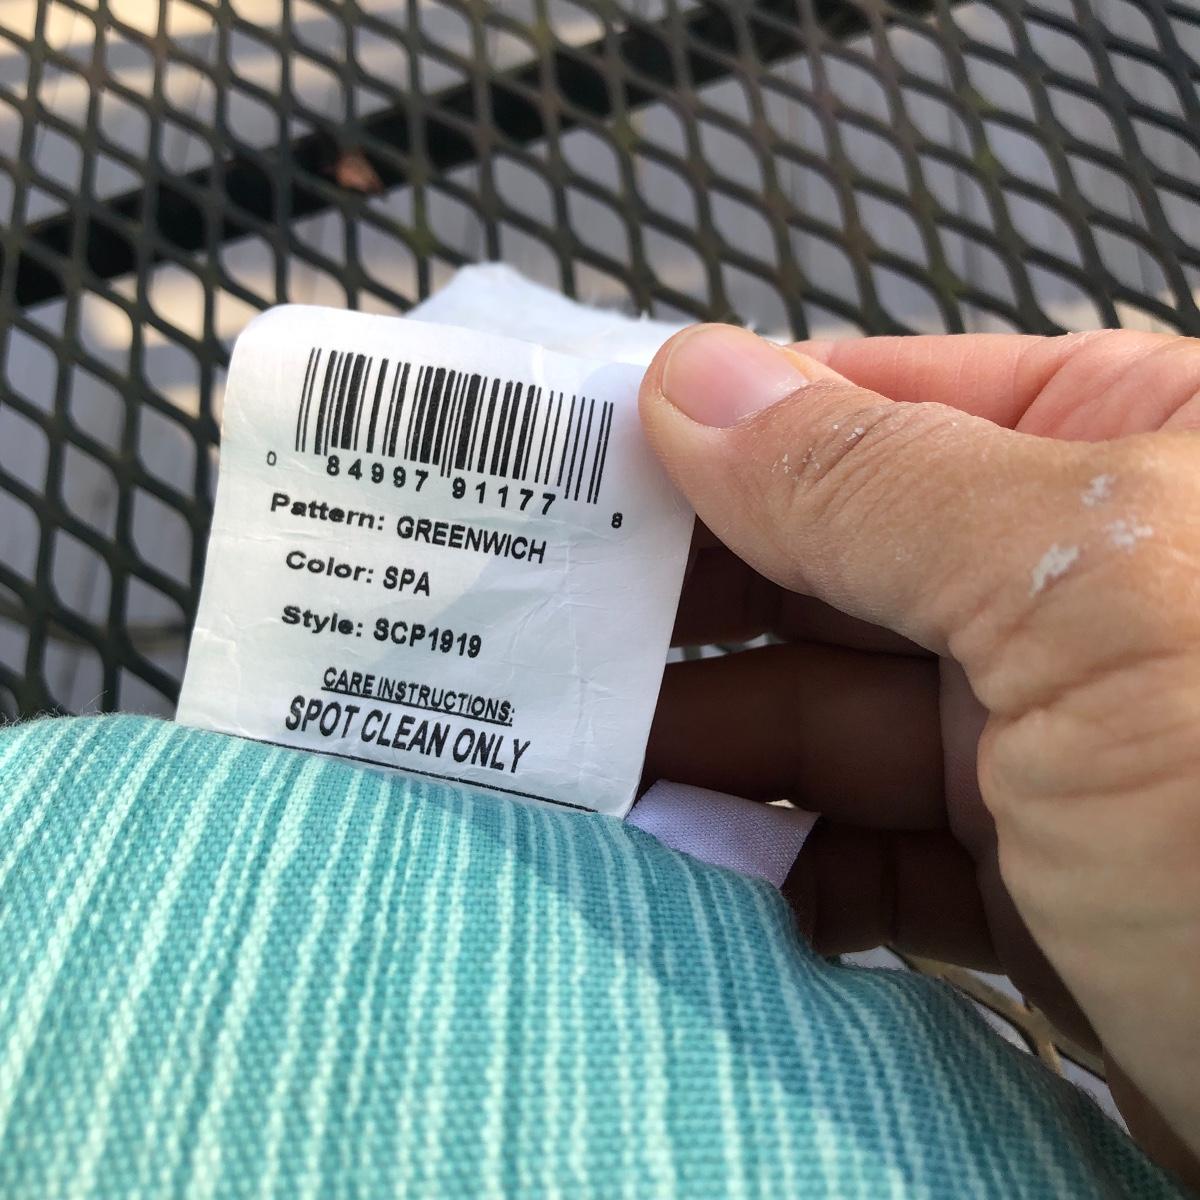 0 84997 91177 8
Pattern: GREENWICH
Color: SPA
Style: SCP1919
CARE INSTRUCTIONS:
SPOT CLEAN ONLY